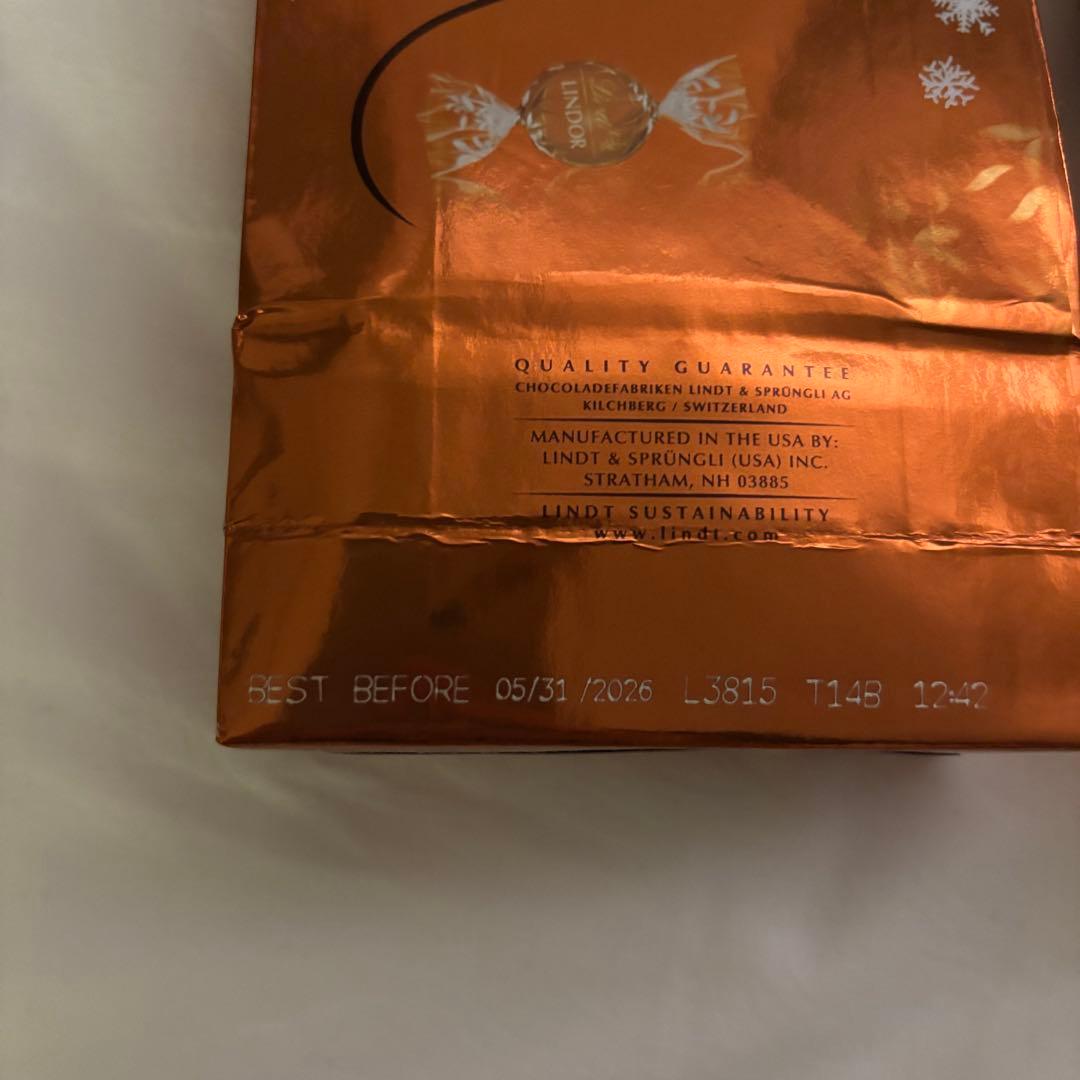 LINDOR
QUALITY GUARANTEE
CHOCOLADEFABRIKEN LINDT & SPRÜNGLI AG
KILCHBERG / SWITZERLAND
MANUFACTURED IN THE USA BY:
LINDT & SPRÜNGLI (USA) INC.
STRATHAM, NH 03885
LINDT SUSTAINABILITY
www.lindt.com
BEST BEFORE 05/31 /2026 L3815 T14B 12:42